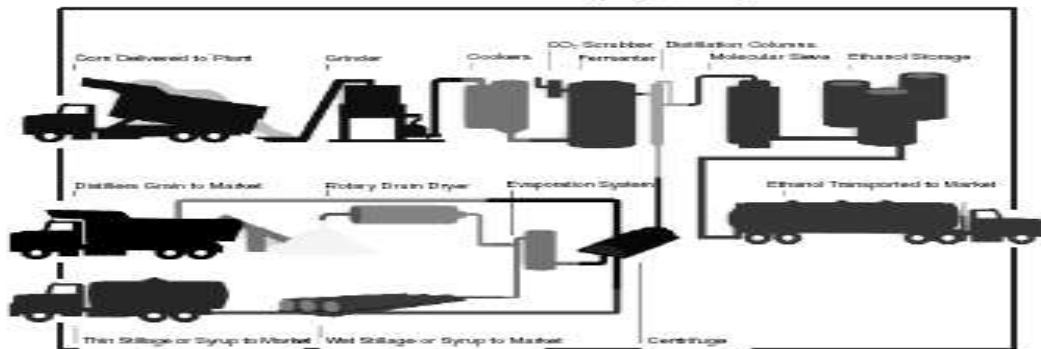 CO₂ Scrubber
Distillation Columns
Corn Delivered to Plant
Grinder
Cookers
Fermenter
Molecular Sieve
Ethanol Storage
Distillers Grain to Market
Rotary Drain Dryer
Evaporation System
Ethanol Transported to Market
Thin Stillage or Syrup to Market
Wet Stillage or Syrup to Market
Centrifuge